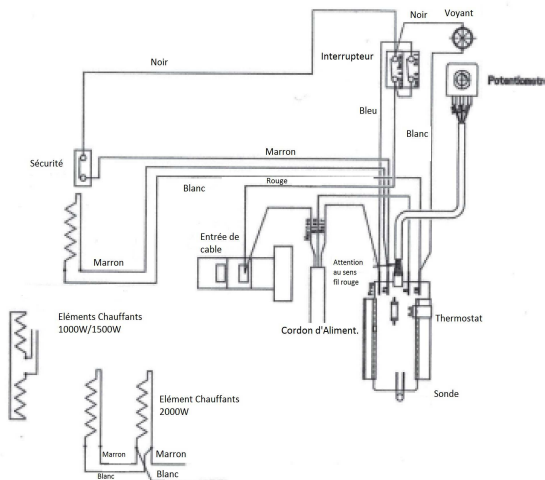 Noir
Voyant
Noir
Interrupteur
Potentiometre
Bleu
Blanc
Marron
Sécurité
Rouge
Blanc
Entrée de
cable
Marron
Attention
au sens
fil rouge
Eléments Chauffants
1000W/1500W
Cordon d'Aliment.
Thermostat
Sonde
Elément Chauffants
2000W
Marron
Marron
Blanc
Blanc